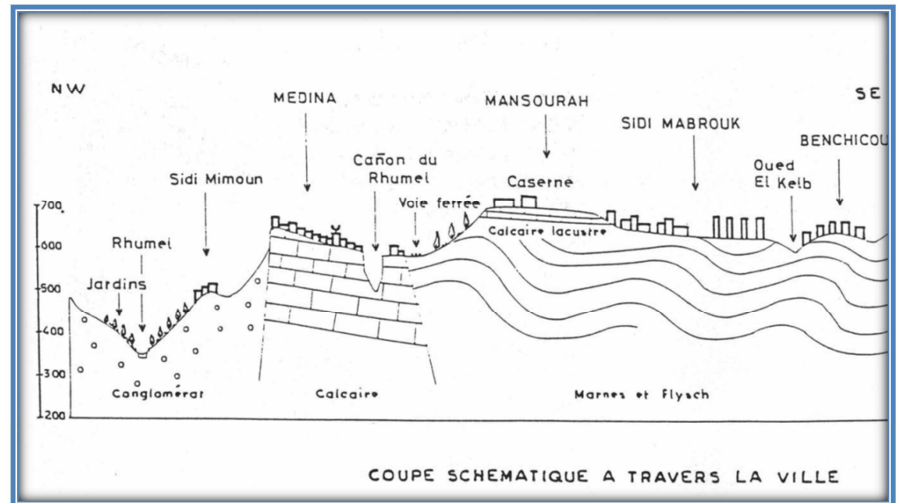 NW
SE
MEDINA
MANSOURAH
SIDI MABROUK
BENCHICOU
Cañon du
Rhumel
Oued
El Kelb
Sidi Mimoun
Caserne
Voie ferrée
700
Rhumel
Calcaire lacustre
600
Jardins
500
400
300
Conglomérat
Calcaire
Marnes et Flysch
200
COUPE SCHEMATIQUE A TRAVERS LA VILLE